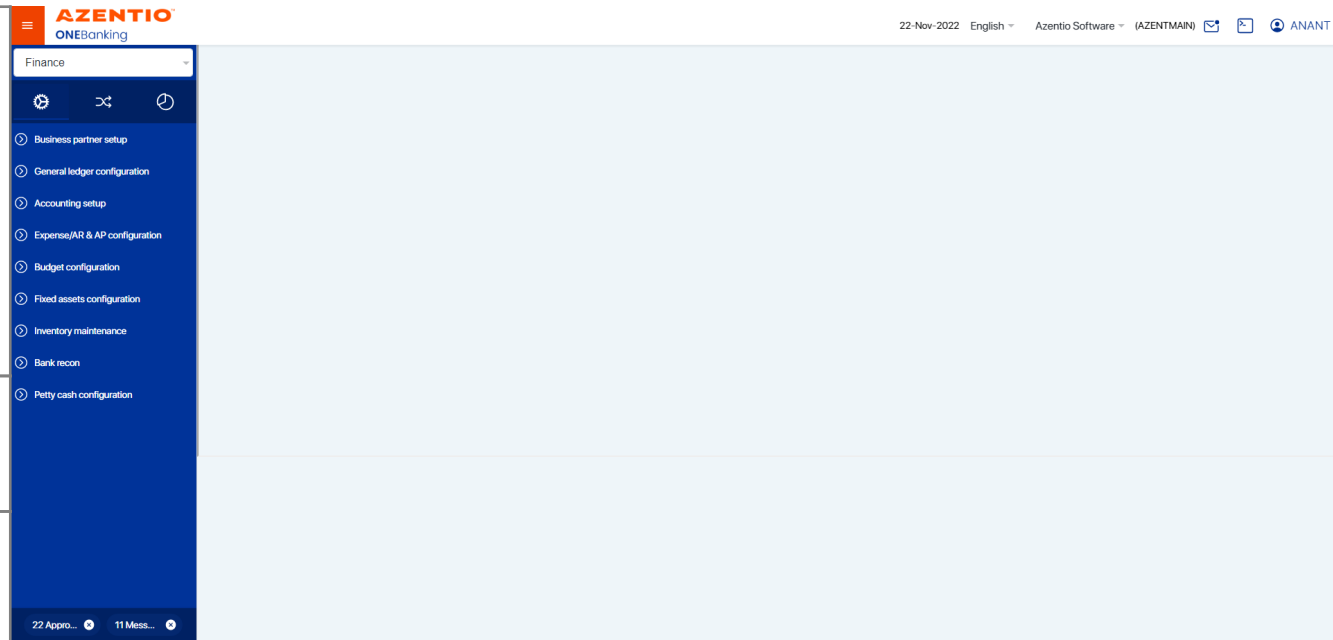 AZENTIO™
ONEBanking
22-Nov-2022 English Azentio Software (AZENTMAIN) ANANT
Finance
Business partner setup
General ledger configuration
Accounting setup
Expense/AR & AP configuration
Budget configuration
Fixed assets configuration
Inventory maintenance
Bank recon
Petty cash configuration
22 Appro... 11 Mess...